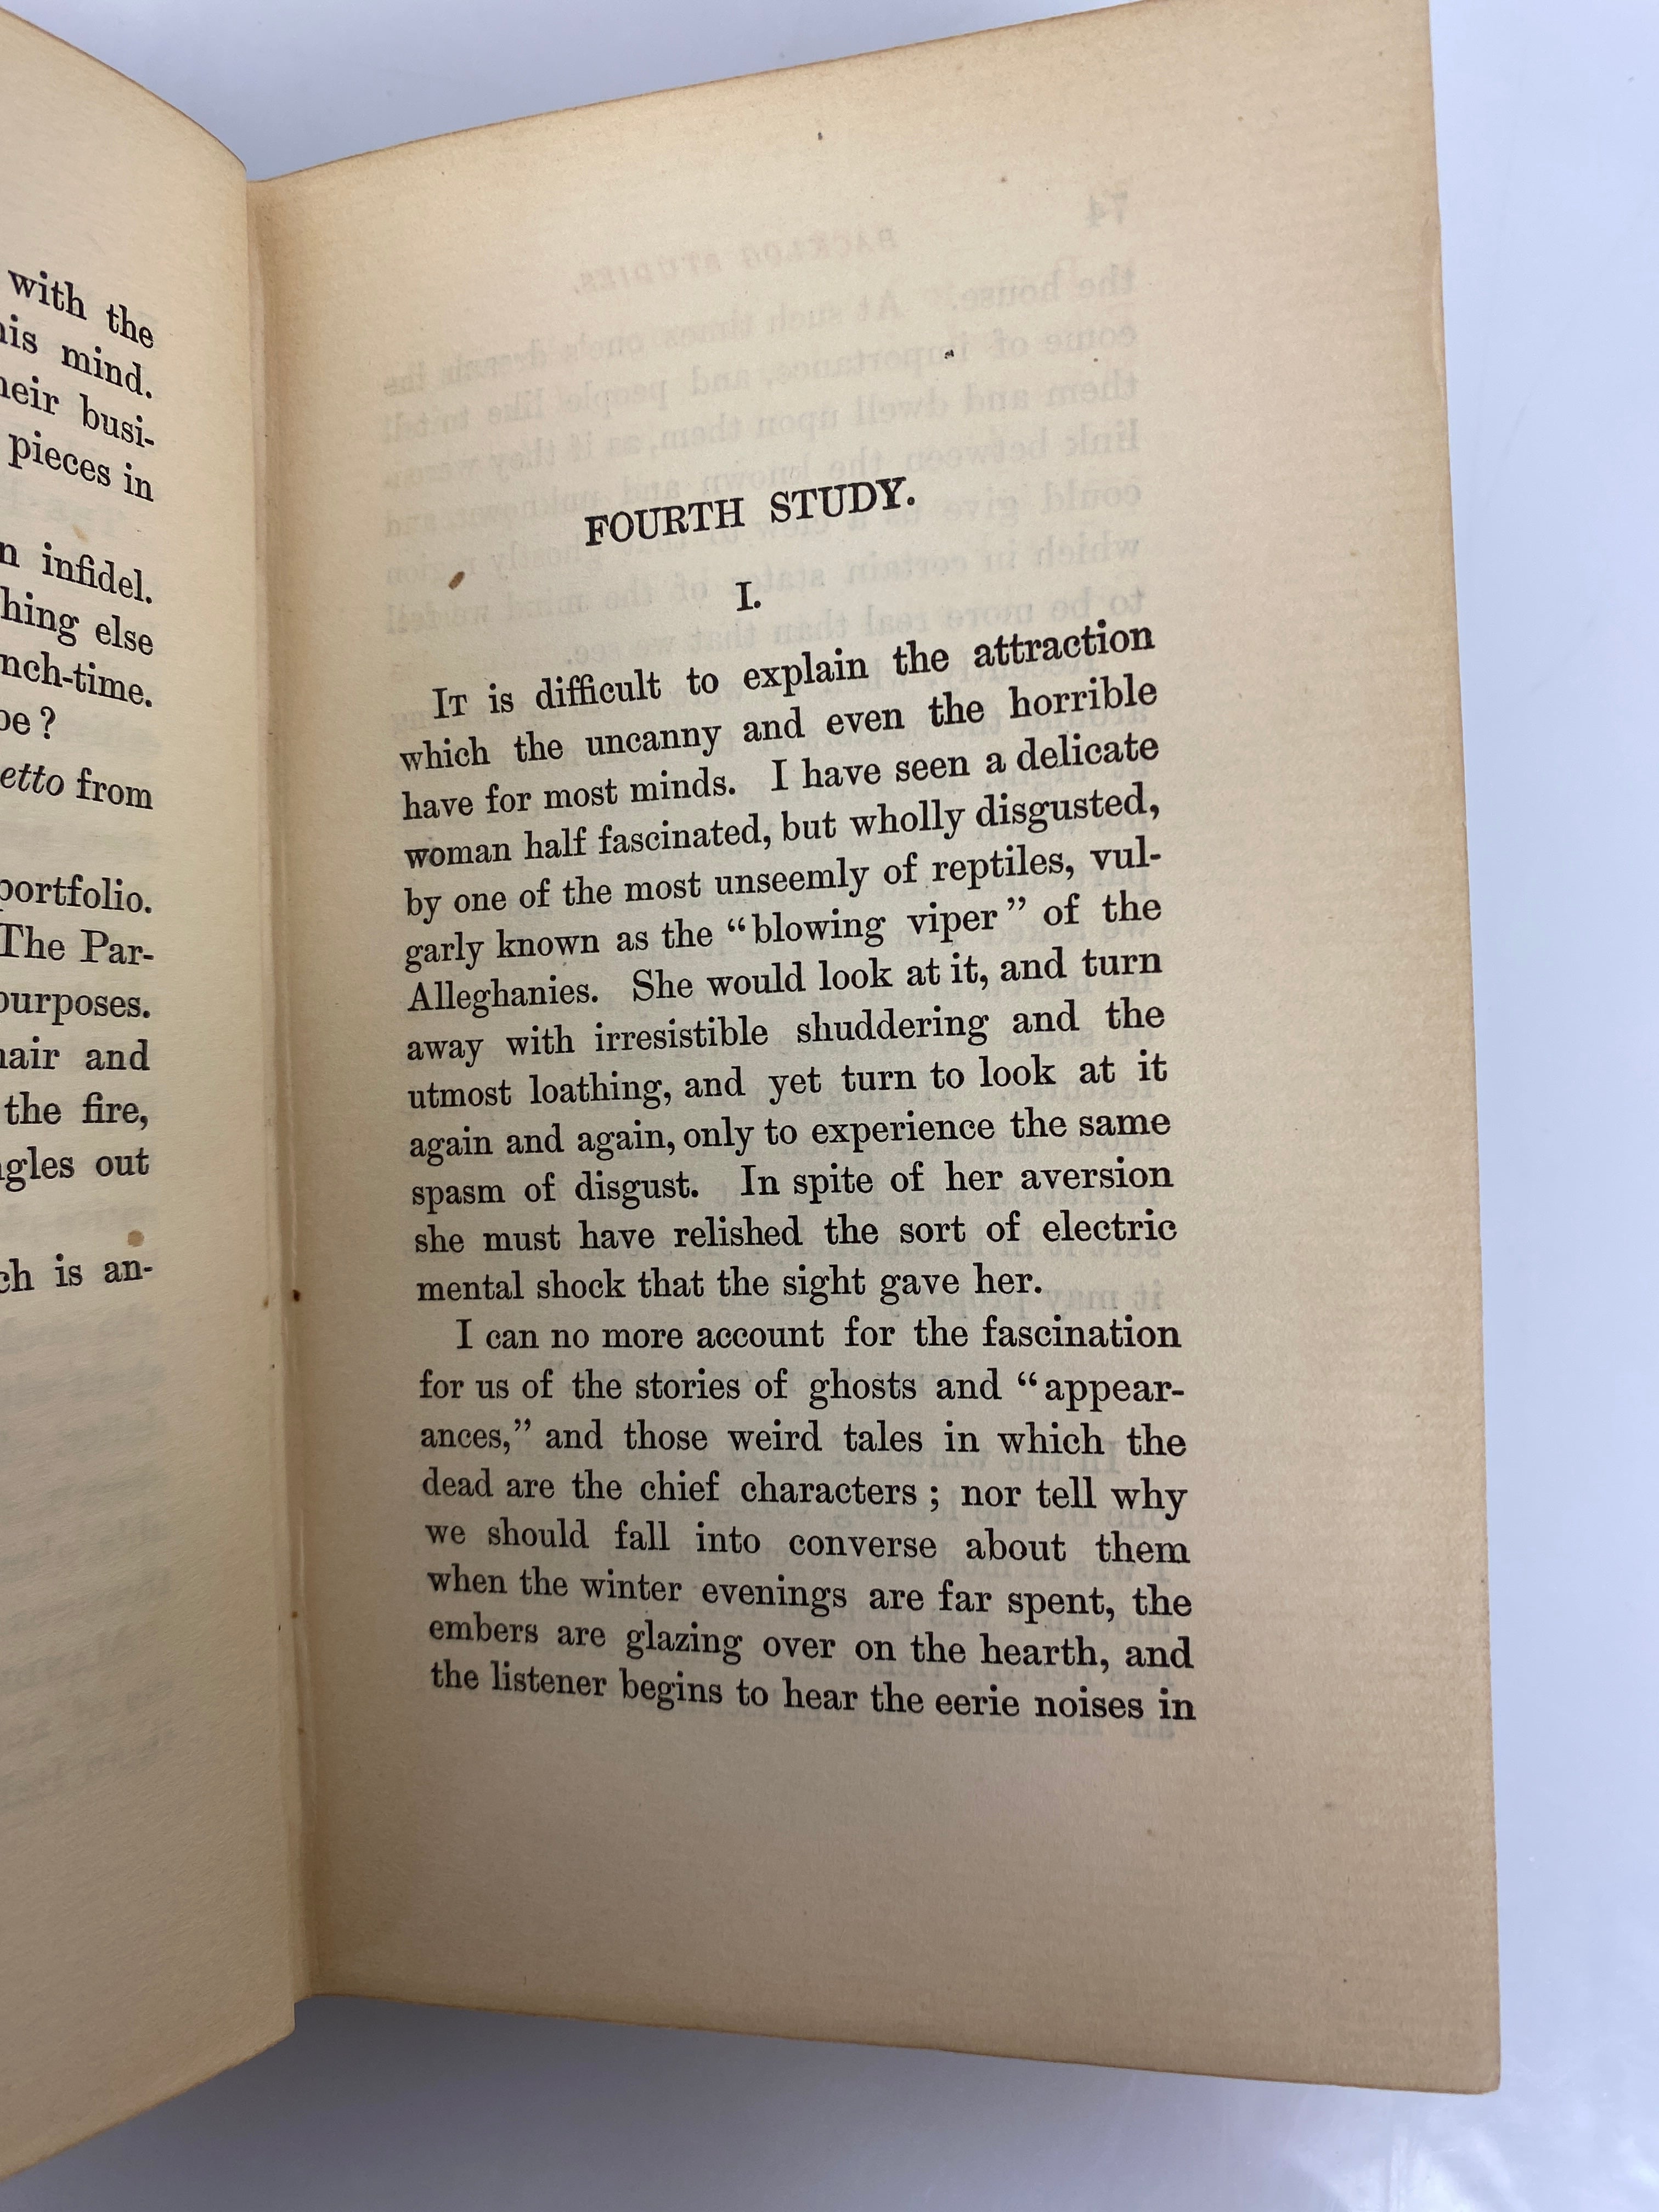 with the
his mind.
busi-
pieces in
infidel.
else
from
portfolio.
The Par-
purposes.
and
the fire,
out
is an-
FOURTH STUDY.
I.
IT is difficult to explain the attraction
which the uncanny and even the horrible
have for most minds. I have seen a delicate
woman half fascinated, but wholly disgusted,
by one of the most unseemly of reptiles, vul-
garly known as the “blowing viper” of the
Alleghanies. She would look at it, and turn
away with irresistible shuddering and the
utmost loathing, and yet turn to look at it
again and again, only to experience the same
spasm of disgust. In spite of her aversion
she must have relished the sort of electric
mental shock that the sight gave her.
I can no more account for the fascination
for us of the stories of ghosts and “appear-
ances,” and those weird tales in which the
dead are the chief characters; nor tell why
we should fall into converse about them
when the winter evenings are far spent, the
embers are glazing over on the hearth, and
the listener begins to hear the eerie noises in